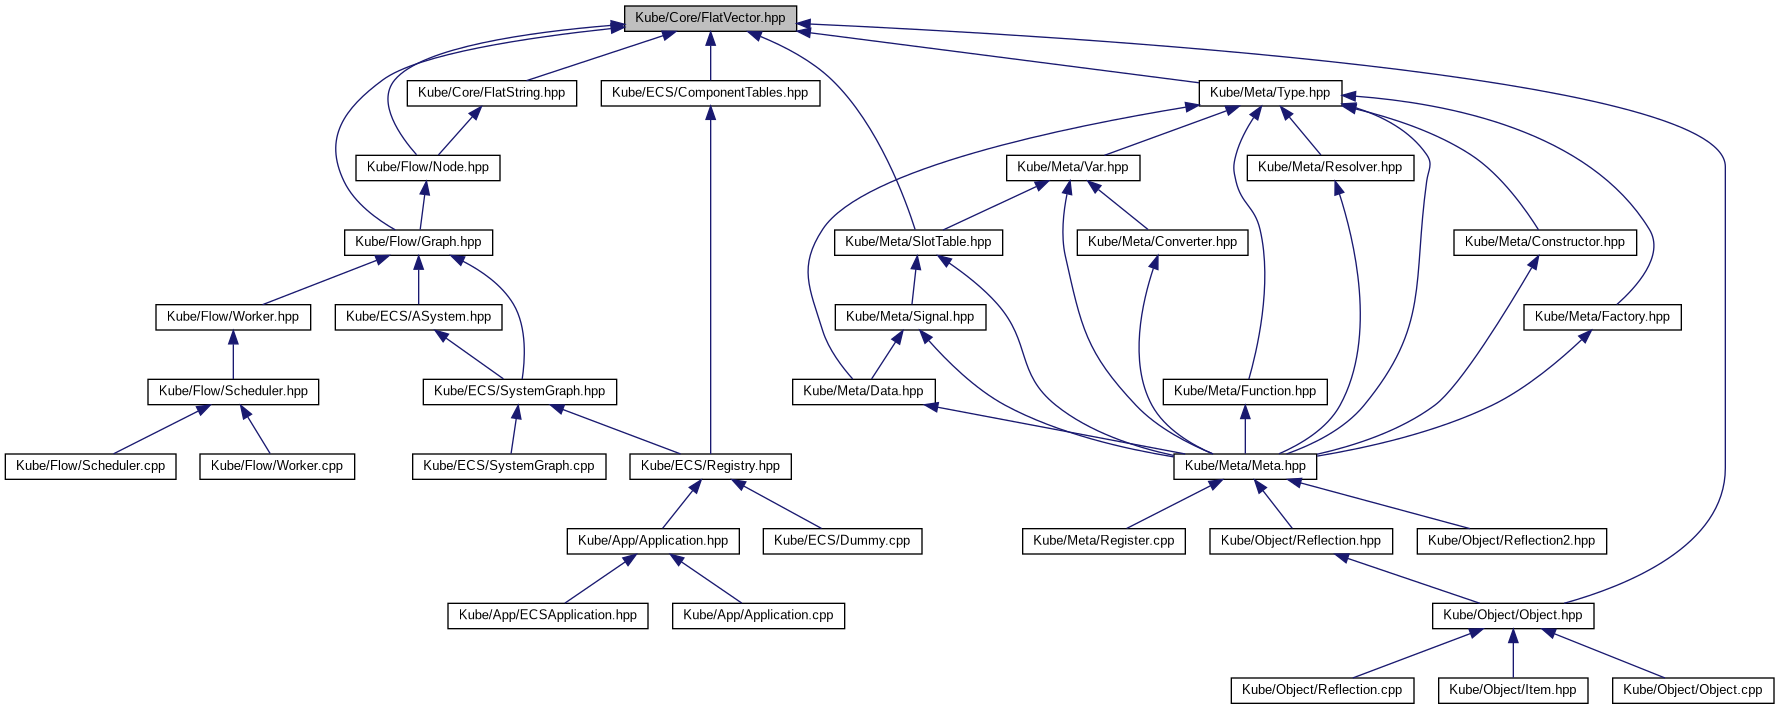 Kube/Core/FlatVector.hpp
Kube/Core/FlatString.hpp
Kube/ECS/ComponentTables.hpp
Kube/Meta/Type.hpp
Kube/Flow/Node.hpp
Kube/Meta/Var.hpp
Kube/Meta/Resolver.hpp
Kube/Flow/Graph.hpp
Kube/Meta/SlotTable.hpp
Kube/Meta/Converter.hpp
Kube/Meta/Constructor.hpp
Kube/Flow/Worker.hpp
Kube/ECS/ASystem.hpp
Kube/Meta/Signal.hpp
Kube/Meta/Factory.hpp
Kube/Flow/Scheduler.hpp
Kube/ECS/SystemGraph.hpp
Kube/Meta/Data.hpp
Kube/Meta/Function.hpp
Kube/Flow/Scheduler.cpp
Kube/Flow/Worker.cpp
Kube/ECS/SystemGraph.cpp
Kube/ECS/Registry.hpp
Kube/Meta/Meta.hpp
Kube/App/Application.hpp
Kube/ECS/Dummy.cpp
Kube/Meta/Register.cpp
Kube/Object/Reflection.hpp
Kube/Object/Reflection2.hpp
Kube/App/ECSApplication.hpp
Kube/App/Application.cpp
Kube/Object/Object.hpp
Kube/Object/Reflection.cpp
Kube/Object/Item.hpp
Kube/Object/Object.cpp